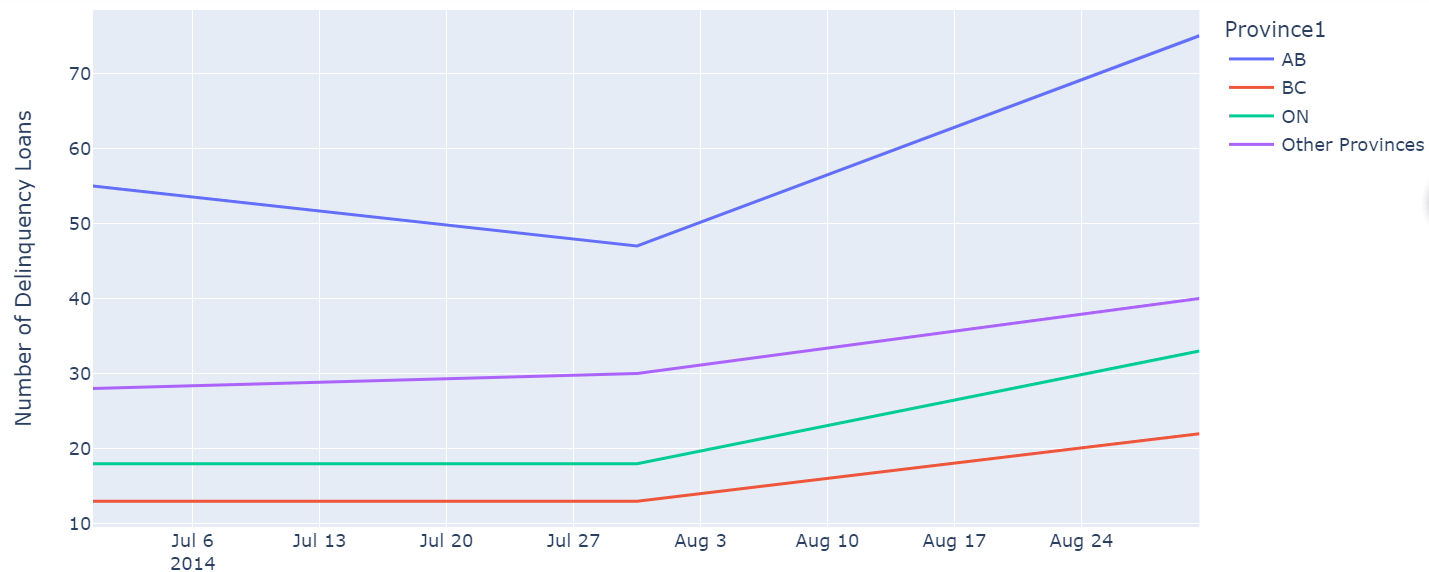 Number of Delinquency Loans
70
60
50
40
30
20
10
Jul 6
2014
Jul 13
Jul 20
Jul 27
Aug 3
Aug 10
Aug 17
Aug 24
Province1
AB
BC
ON
Other Provinces